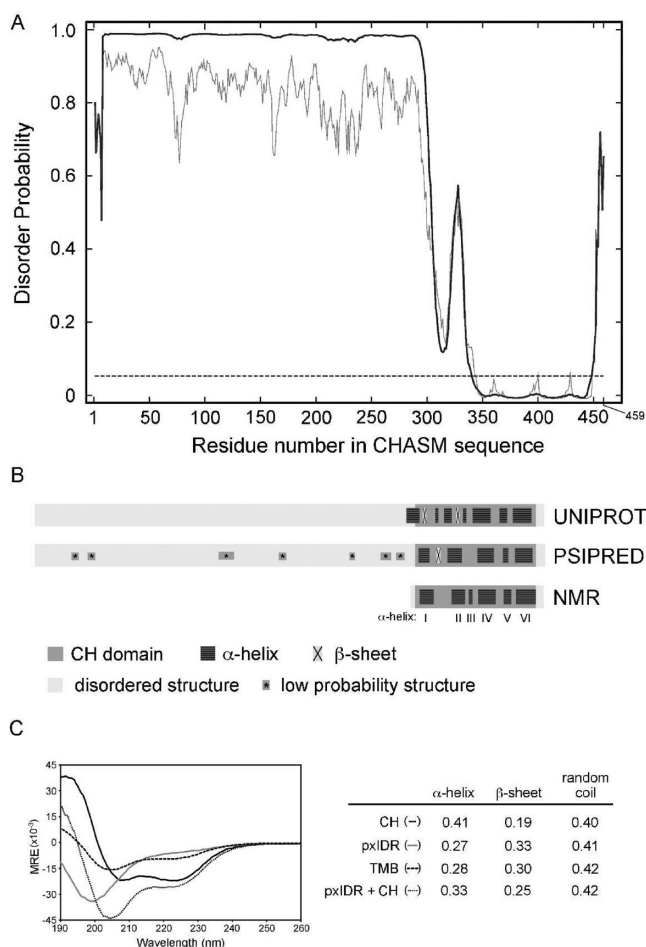 A
1.0
0.8
0.6
0.4
0.2
0
Disorder Probability
1 50 100 150 200 250 300 350 400 450 459
Residue number in CHASM sequence
B
UNIPROT
PSIPRED
NMR
α-helix: I II III IV V VI
CH domain α-helix β-sheet
disordered structure * low probability structure
C
45
30
15
0
-15
-30
-45
MRE (x10⁻³)
190 200 210 220 230 240 250 260
Wavelength (nm)
α-helix β-sheet random coil
CH (–) 0.41 0.19 0.40
pxIDR (···) 0.27 0.33 0.41
TMB (---) 0.28 0.30 0.42
pxIDR + CH (····) 0.33 0.25 0.42